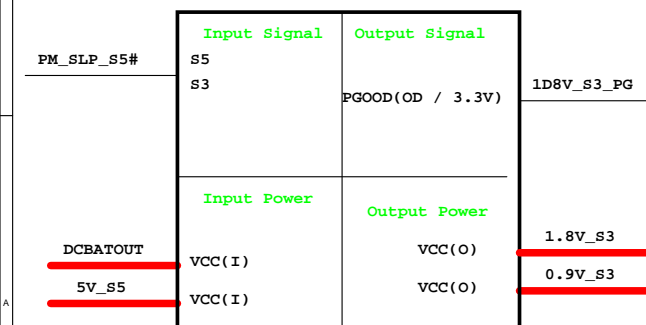 Input Signal Output Signal
PM_SLP_S5# S5
S3 1D8V_S3_PG
PGOOD(OD / 3.3V)
Input Power
Output Power
1.8V_S3
DCBATOUT VCC(O)
VCC(I)
0.9V_S3
5V_S5 VCC(O)
VCC(I)
A